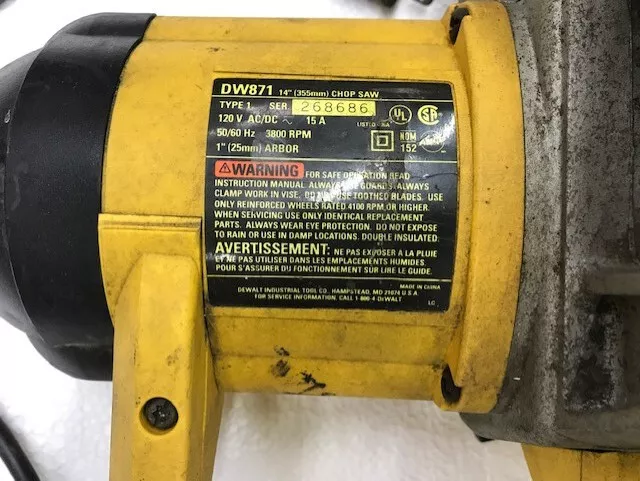 DW871 14" (355mm) CHOP SAW
TYPE 1 SER. 268686
120 V AC/DC ⏦ 15 A
50/60 Hz 3800 RPM
1" (25mm) ARBOR
LISTED
UL
SA
NOM
152
WARNING FOR SAFE OPERATION READ
INSTRUCTION MANUAL. ALWAYS USE GUARDS. ALWAYS
CLAMP WORK IN VISE. DO NOT USE TOOTHED BLADES. USE
ONLY REINFORCED WHEELS RATED 4100 RPM OR HIGHER.
WHEN SERVICING USE ONLY IDENTICAL REPLACEMENT
PARTS. ALWAYS WEAR EYE PROTECTION. DO NOT EXPOSE
TO RAIN OR USE IN DAMP LOCATIONS. DOUBLE INSULATED.
AVERTISSEMENT: NE PAS EXPOSER A LA PLUIE
ET NE PAS UTILISER DANS LES EMPLACEMENTS HUMIDES.
POUR S'ASSURER DU FONCTIONNEMENT SUR LIRE LE GUIDE.
MADE IN CHINA
DEWALT INDUSTRIAL TOOL CO. HAMPSTEAD, MD 21074 U S A
FOR SERVICE INFORMATION, CALL 1-800-4-DEWALT
LC